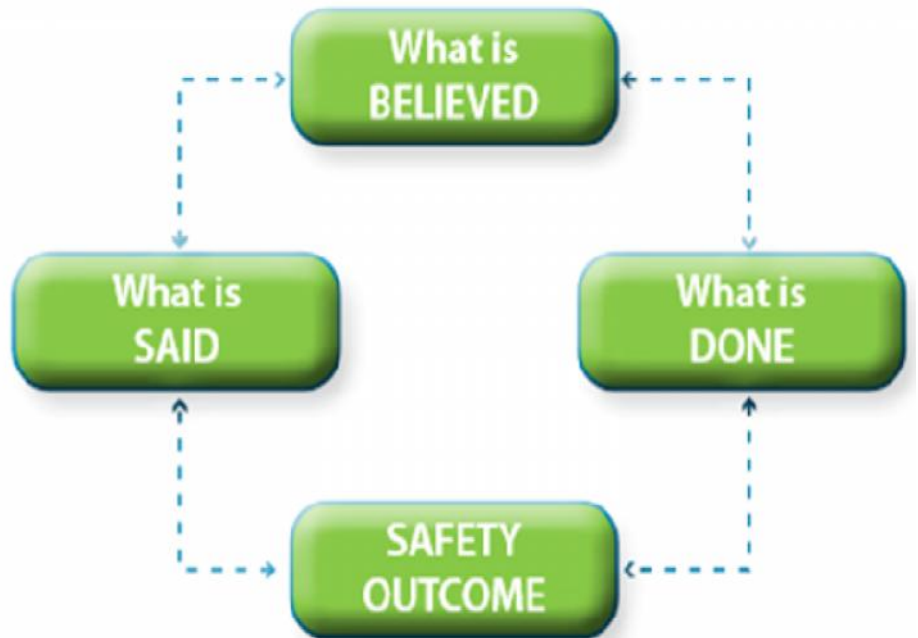 What is
BELIEVED
What is
SAID
What is
DONE
SAFETY
OUTCOME